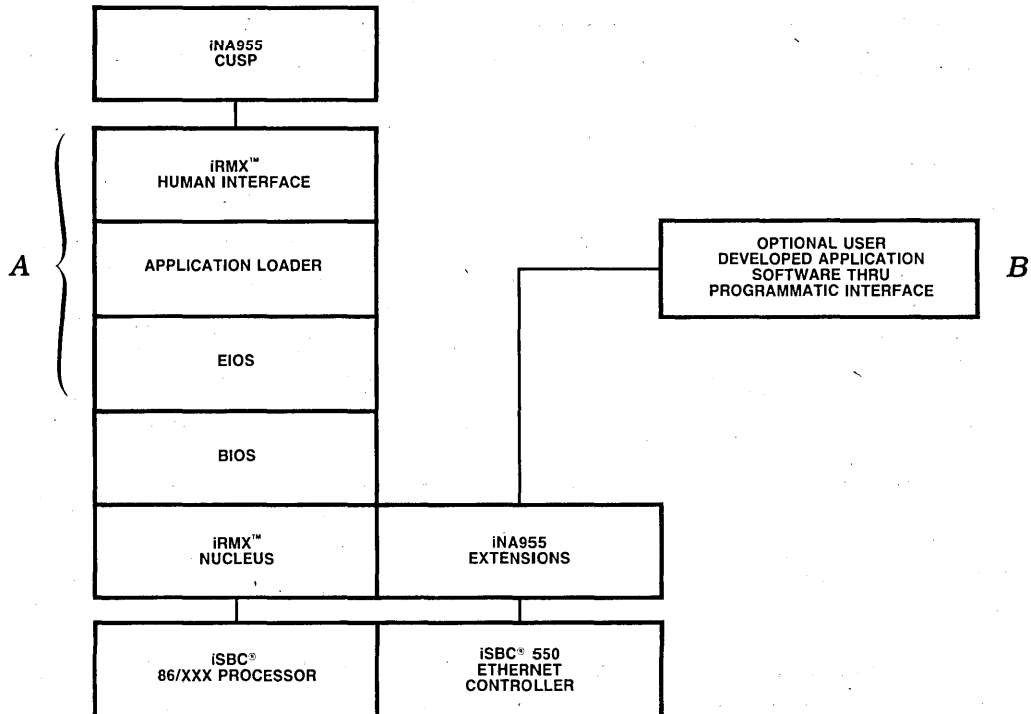 iNA955
CUSP
iRMX™
HUMAN INTERFACE
APPLICATION LOADER
A
EIOS
BIOS
iRMX™
NUCLEUS
iNA955
EXTENSIONS
OPTIONAL USER
DEVELOPED APPLICATION
SOFTWARE THRU
PROGRAMMATIC INTERFACE
B
iSBC®
86/XXX PROCESSOR
iSBC® 550
ETHERNET
CONTROLLER